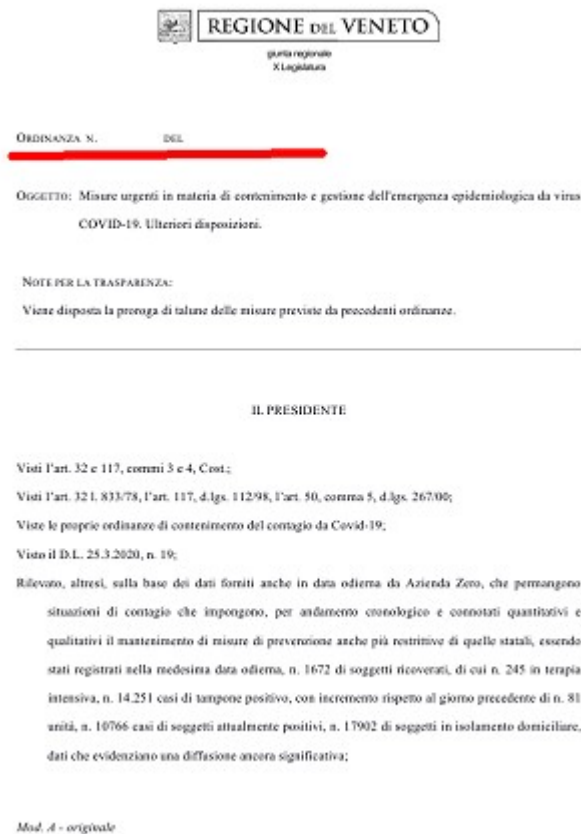 REGIONE DEL VENETO
giunta regionale
X Legislatura
ORDINANZA N. DEL
OGGETTO: Misure urgenti in materia di contenimento e gestione dell'emergenza epidemiologica da virus
COVID-19. Ulteriori disposizioni.
NOTE PER LA TRASPARENZA:
Viene disposta la proroga di talune delle misure previste da precedenti ordinanze.
IL PRESIDENTE
Visti l'art. 32 e 117, commi 3 e 4, Cost.;
Visti l'art. 32 l. 833/78, l'art. 117, d.lgs. 112/98, l'art. 50, comma 5, d.lgs. 267/00;
Viste le proprie ordinanze di contenimento del contagio da Covid-19;
Visto il D.L. 25.3.2020, n. 19;
Rilevato, altresì, sulla base dei dati forniti anche in data odierna da Azienda Zero, che permangono
situazioni di contagio che impongono, per andamento cronologico e connotati quantitativi e
qualitativi il mantenimento di misure di prevenzione anche più restrittive di quelle statali, essendo
stati registrati nella medesima data odierna, n. 1672 di soggetti ricoverati, di cui n. 245 in terapia
intensiva, n. 14.251 casi di tampone positivo, con incremento rispetto al giorno precedente di n. 81
unità, n. 10766 casi di soggetti attualmente positivi, n. 17902 di soggetti in isolamento domiciliare,
dati che evidenziano una diffusione ancora significativa;
Mod. A - originale